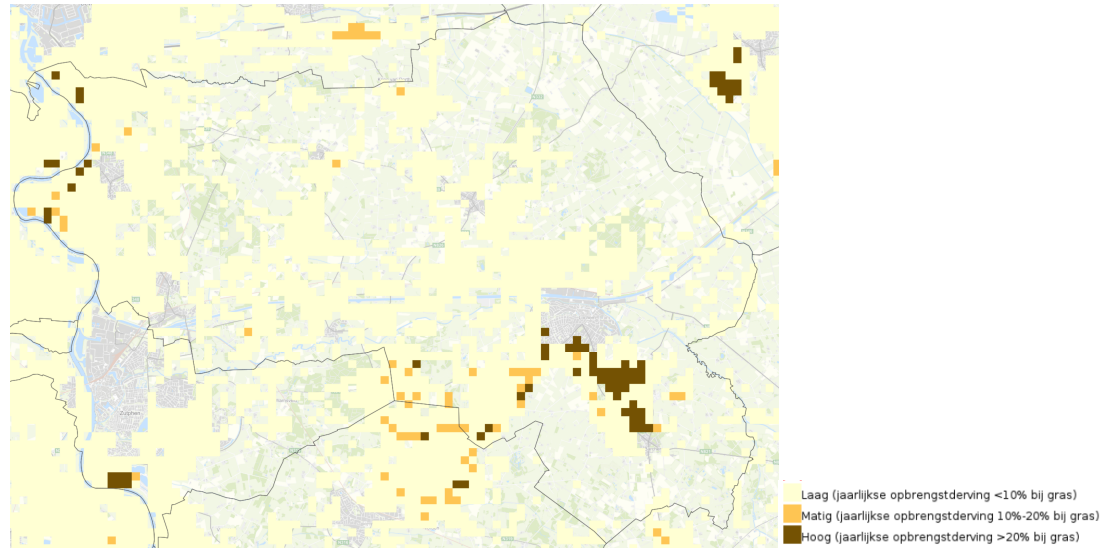 Zutphen
Laag (jaarlijkse opbrengstderving <10% bij gras)
Matig (jaarlijkse opbrengstderving 10%-20% bij gras)
Hoog (jaarlijkse opbrengstderving >20% bij gras)